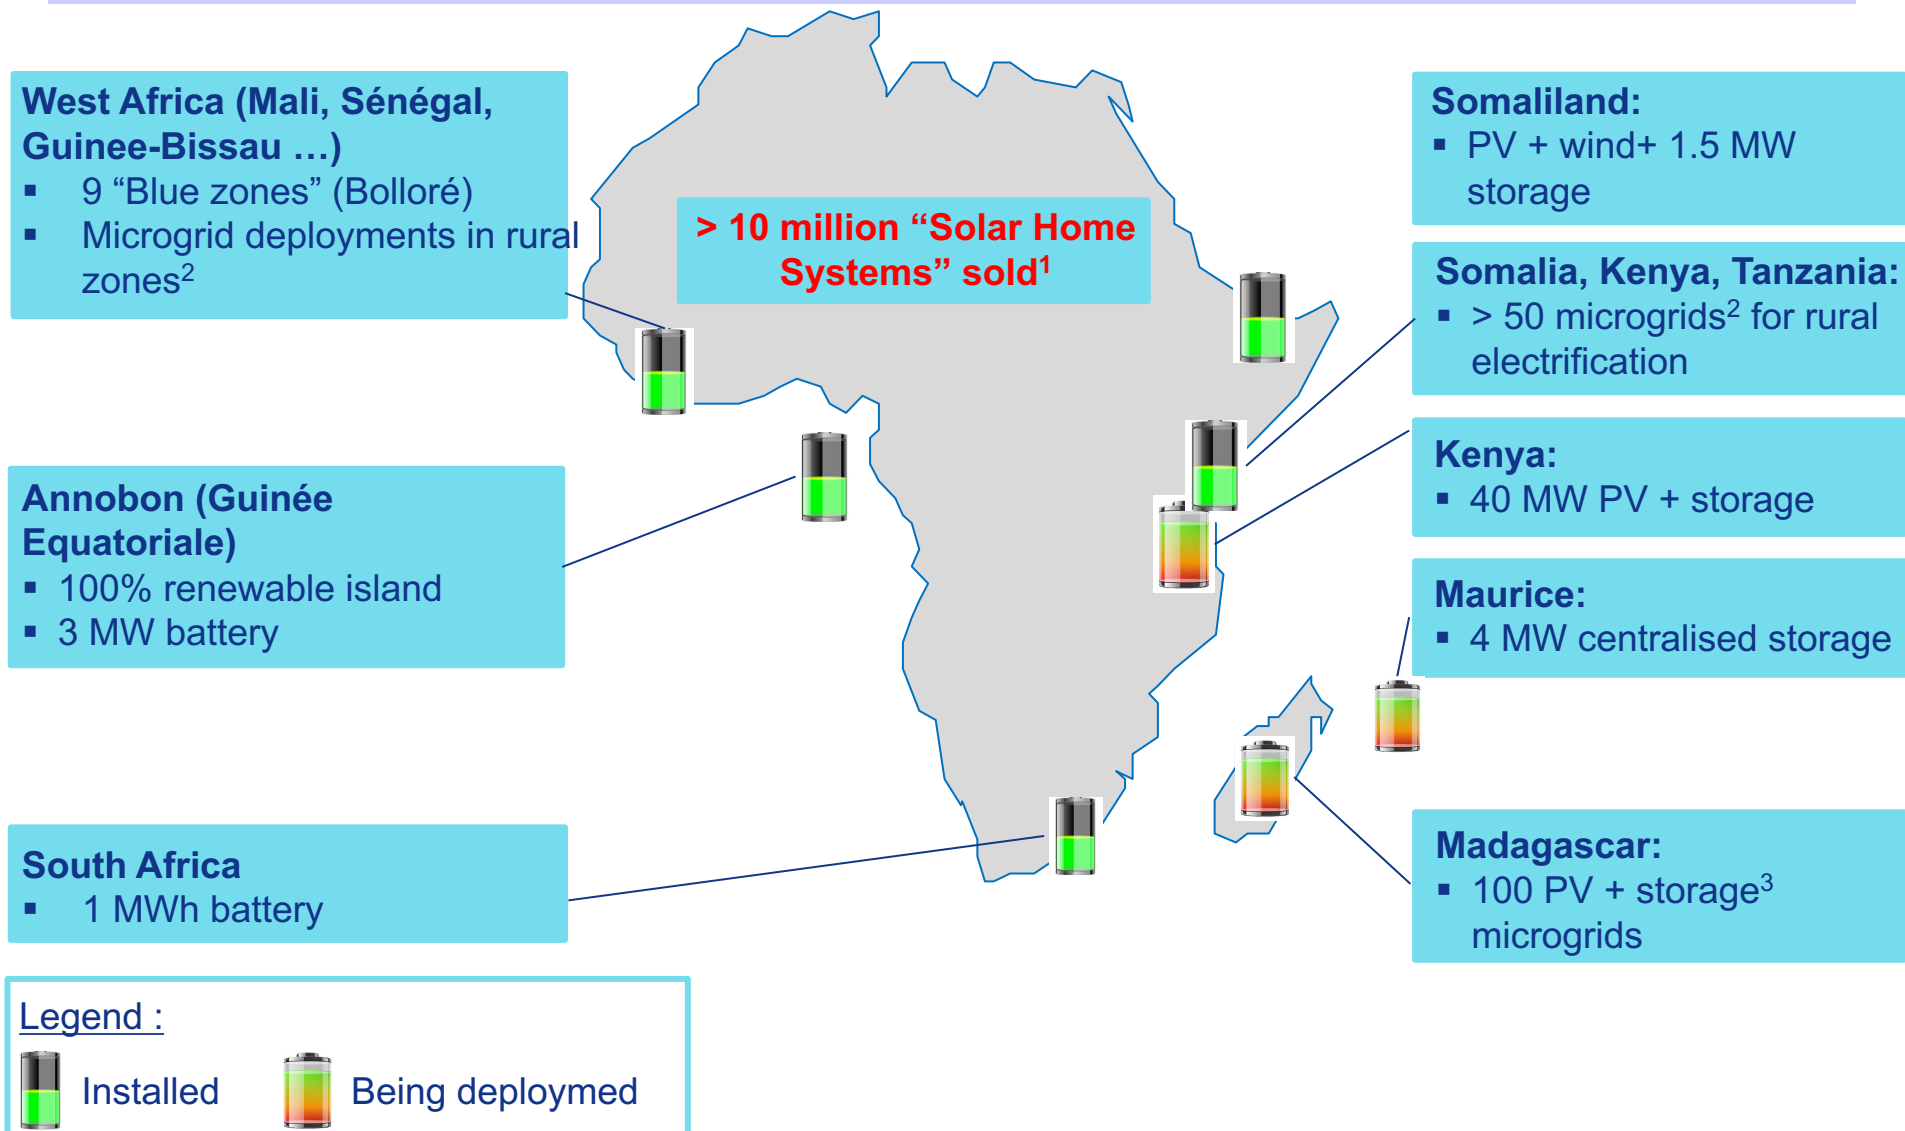 West Africa (Mali, Sénégal,
Guinee-Bissau …)
▪ 9 “Blue zones” (Bolloré)
▪ Microgrid deployments in rural
zones2
> 10 million “Solar Home
Systems” sold1
Somaliland:
▪ PV + wind+ 1.5 MW
storage
Somalia, Kenya, Tanzania:
▪ > 50 microgrids2 for rural
electrification
Annobon (Guinée
Equatoriale)
▪ 100% renewable island
▪ 3 MW battery
Kenya:
▪ 40 MW PV + storage
Maurice:
▪ 4 MW centralised storage
South Africa
▪ 1 MWh battery
Madagascar:
▪ 100 PV + storage3
microgrids
Legend :
Installed
Being deploymed